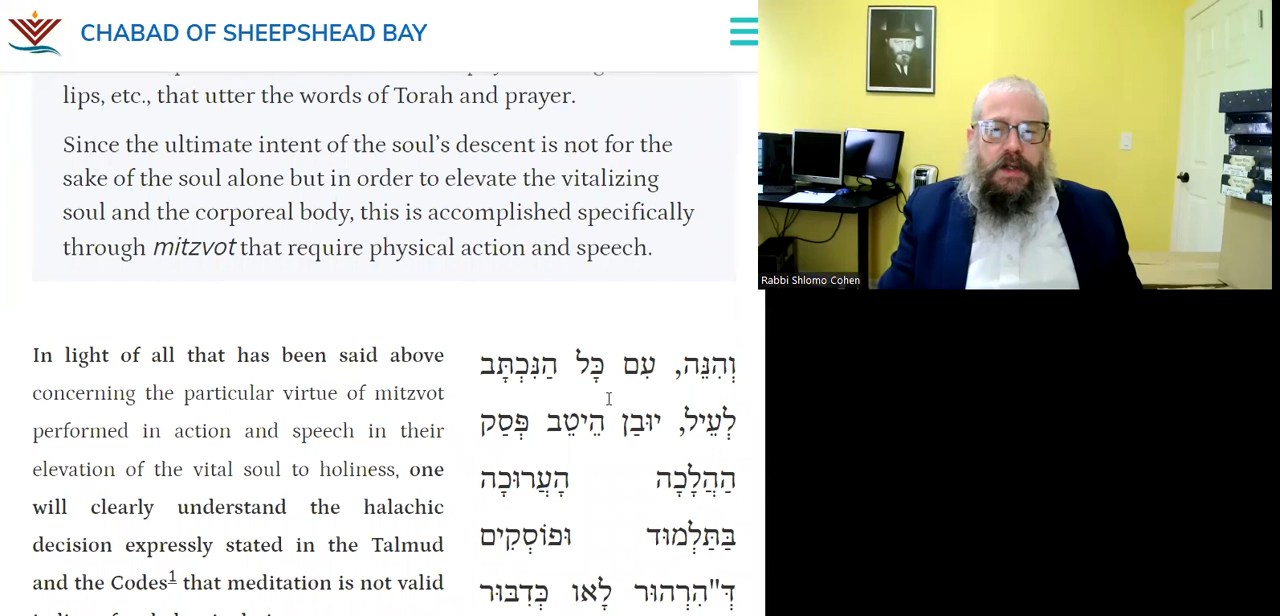 CHABAD OF SHEEPSHEAD BAY
lips, etc., that utter the words of Torah and prayer.
Since the ultimate intent of the soul’s descent is not for the
sake of the soul alone but in order to elevate the vitalizing
soul and the corporeal body, this is accomplished specifically
through mitzvot that require physical action and speech.
In light of all that has been said above
concerning the particular virtue of mitzvot
performed in action and speech in their
elevation of the vital soul to holiness, one
will clearly understand the halachic
decision expressly stated in the Talmud
and the Codes1 that meditation is not valid
וְהִנֵּה, עִם כָּל הַנִּכְתָּב
לְעֵיל, יוּבַן הֵיטֵב פְּסַק
הַהֲלָכָה הָעֲרוּכָה
בַּתַּלְמוּד וּפוֹסְקִים
דְּ"הִרְהוּר לָאו כְּדִבּוּר
Rabbi Shlomo Cohen